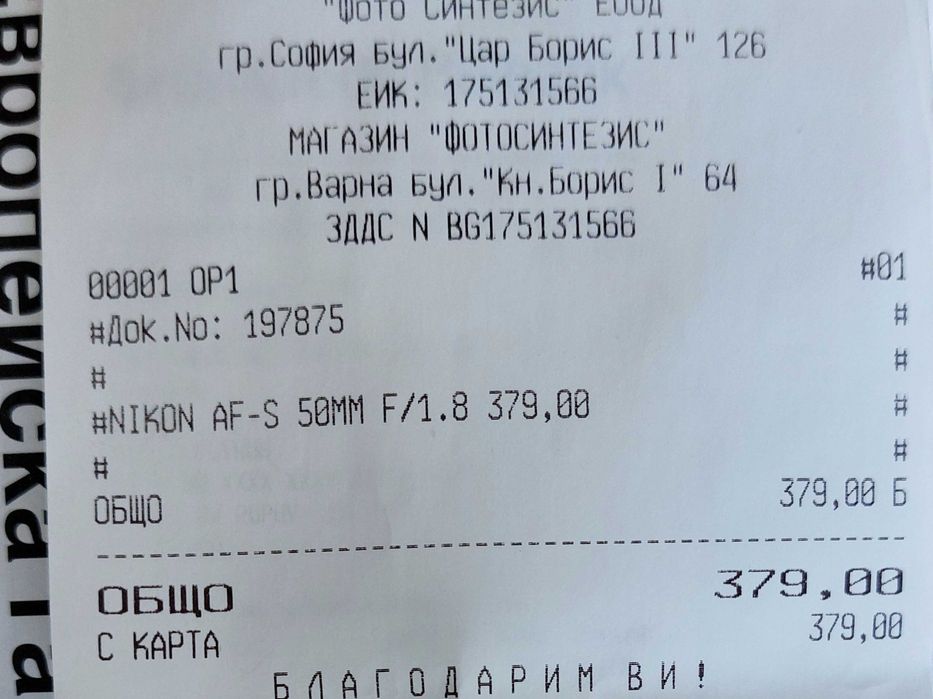 "Фото Синтезис" ЕООД
гр.София бул."Цар Борис III" 126
ЕИК: 175131566
МАГАЗИН "ФОТОСИНТЕЗИС"
гр.Варна бул."Кн.Борис I" 64
ЗДДС N BG175131566
00001 OP1 #01
#Док.No: 197875 #
# #
#NIKON AF-S 50MM F/1.8 379,00 #
# #
ОБЩО 379,00 Б
ОБЩО 379,00
С КАРТА 379,00
БЛАГОДАРИМ ВИ!